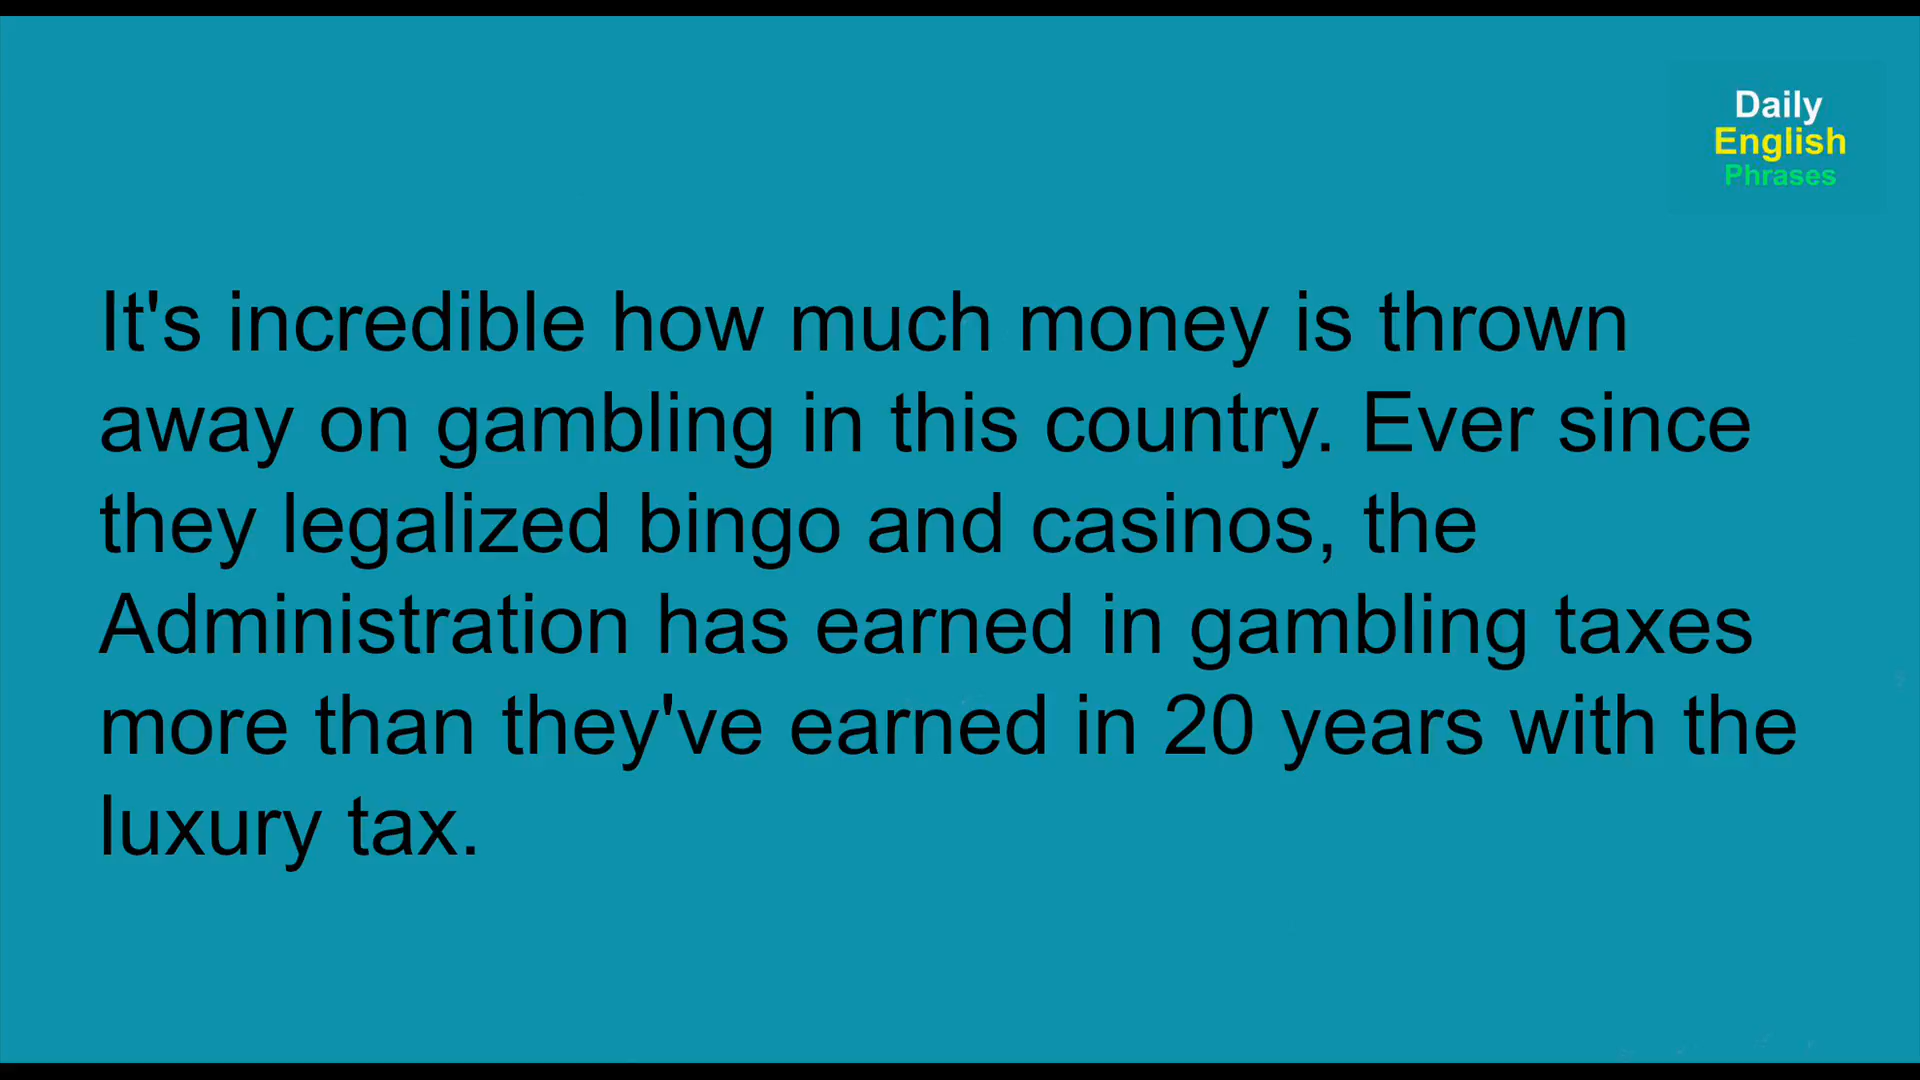 Daily
English
Phrases
It's incredible how much money is thrown
away on gambling in this country. Ever since
they legalized bingo and casinos, the
Administration has earned in gambling taxes
more than they've earned in 20 years with the
luxury tax.